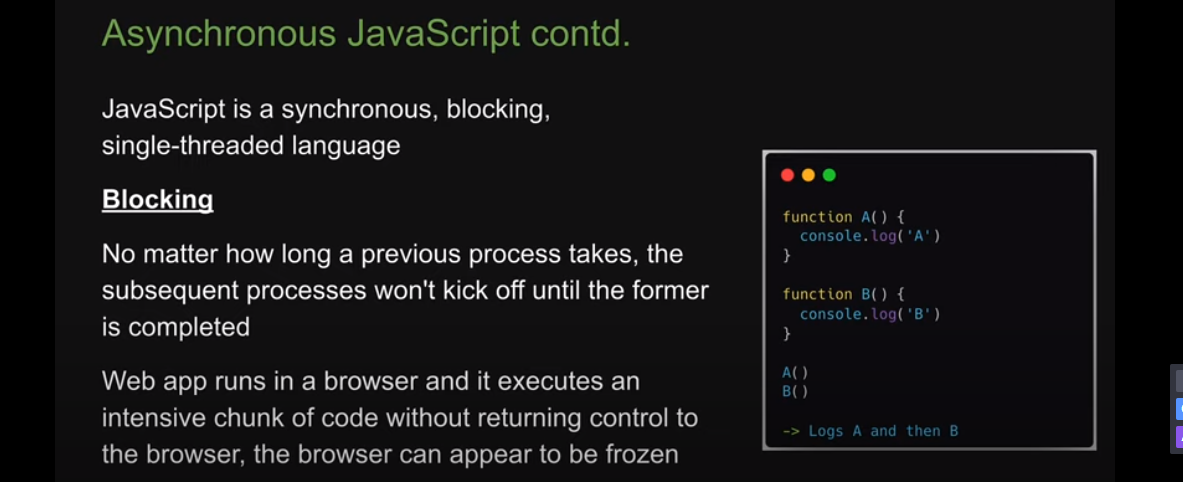 Asynchronous JavaScript contd.
JavaScript is a synchronous, blocking,
single-threaded language
Blocking
No matter how long a previous process takes, the
subsequent processes won't kick off until the former
is completed
Web app runs in a browser and it executes an
intensive chunk of code without returning control to
the browser, the browser can appear to be frozen
function A() {
  console.log('A')
}
function B() {
  console.log('B')
}
A()
B()
-> Logs A and then B